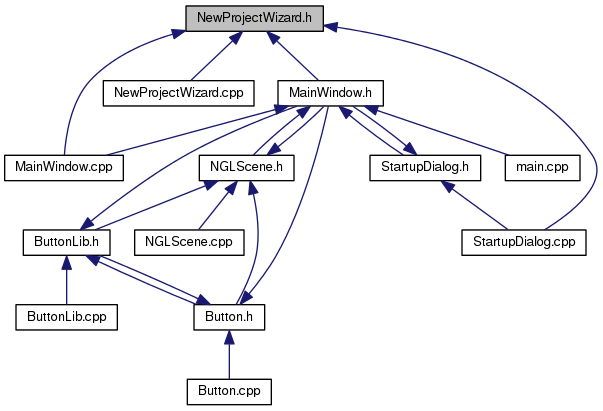 NewProjectWizard.h
NewProjectWizard.cpp
MainWindow.h
MainWindow.cpp
NGLScene.h
StartupDialog.h
main.cpp
ButtonLib.h
NGLScene.cpp
StartupDialog.cpp
ButtonLib.cpp
Button.h
Button.cpp